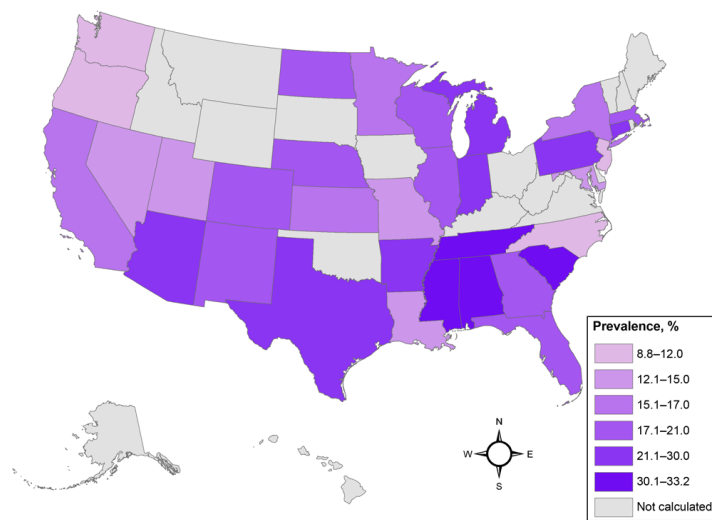 N
W E
S
Prevalence, %
8.8–12.0
12.1–15.0
15.1–17.0
17.1–21.0
21.1–30.0
30.1–33.2
Not calculated